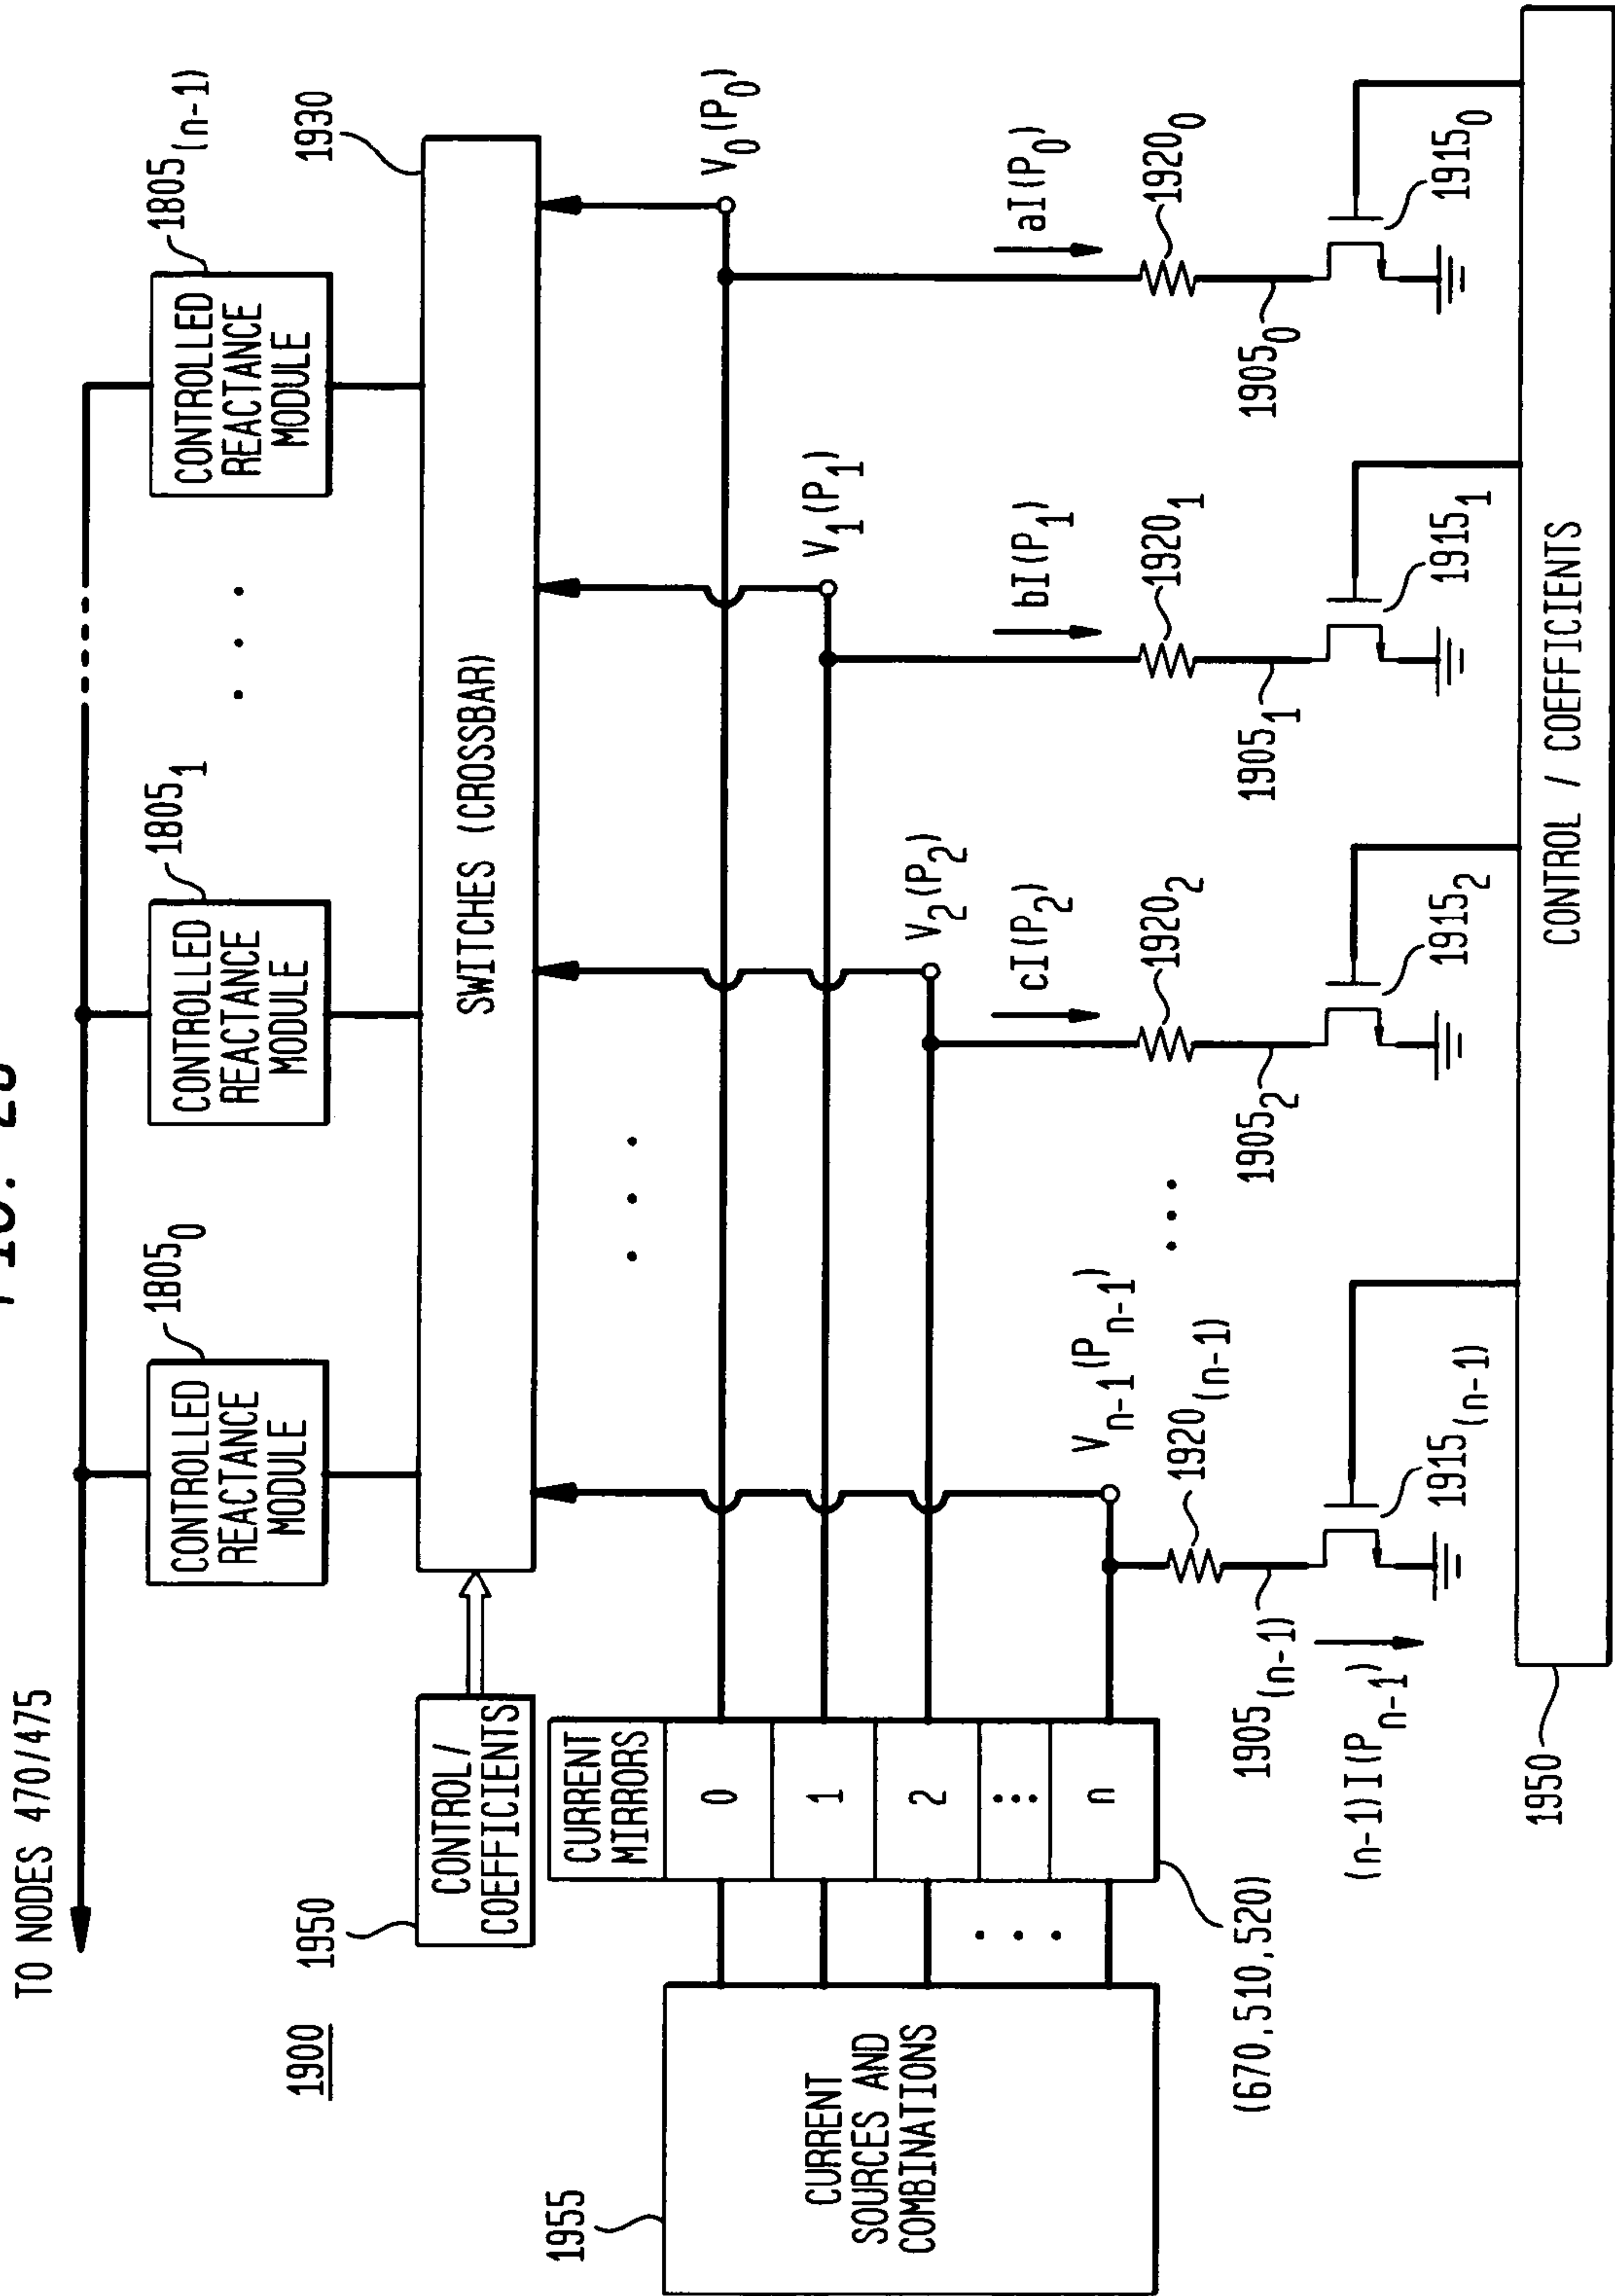 TO NODES 470/475
1900
1805₀
1805₁
1805₍ₙ₋₁₎
CONTROLLED
REACTANCE
MODULE
CONTROLLED
REACTANCE
MODULE
CONTROLLED
REACTANCE
MODULE
1950
CONTROL/
COEFFICIENTS
1930
SWITCHES (CROSSBAR)
1955
CURRENT
SOURCES AND
COMBINATIONS
CURRENT
MIRRORS
0
1
2
n
(670,510,520)
Vₙ₋₁(Pₙ₋₁)
V₂(P₂)
V₁(P₁)
V₀(P₀)
(n-1)I(Pₙ₋₁)
cI(P₂)
bI(P₁)
aI(P₀)
1920₍ₙ₋₁₎
1920₂
1920₁
1920₀
1905₍ₙ₋₁₎
1905₂
1905₁
1905₀
1915₍ₙ₋₁₎
1915₂
1915₁
1915₀
1950
CONTROL / COEFFICIENTS